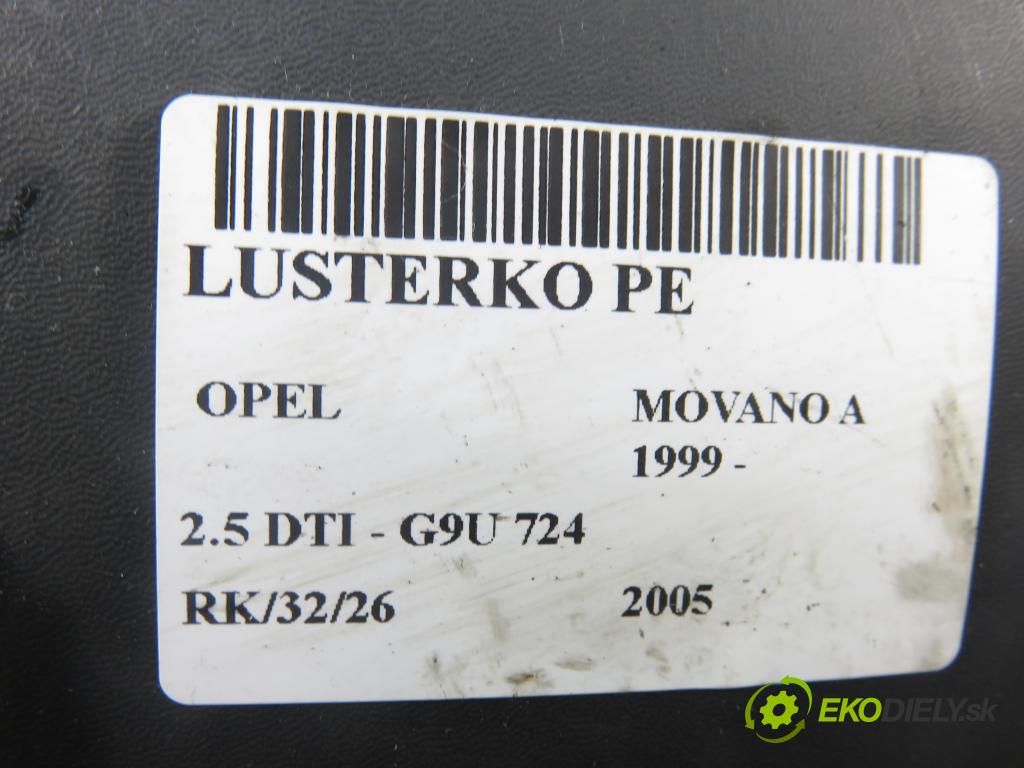 LUSTERKO PE
OPEL MOVANO A
1999 -
2.5 DTI - G9U 724
RK/32/26 2005
EKODIELY.sk